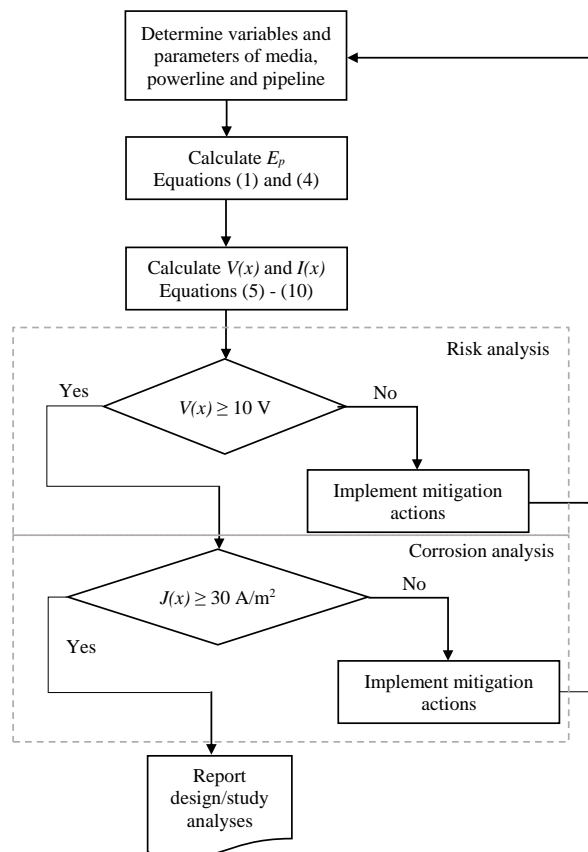 Determine variables and
parameters of media,
powerline and pipeline
Calculate Eₚ
Equations (1) and (4)
Calculate V(x) and I(x)
Equations (5) - (10)
Risk analysis
Yes
No
V(x) ≥ 10 V
Implement mitigation
actions
Corrosion analysis
No
J(x) ≥ 30 A/m²
Yes
Implement mitigation
actions
Report
design/study
analyses